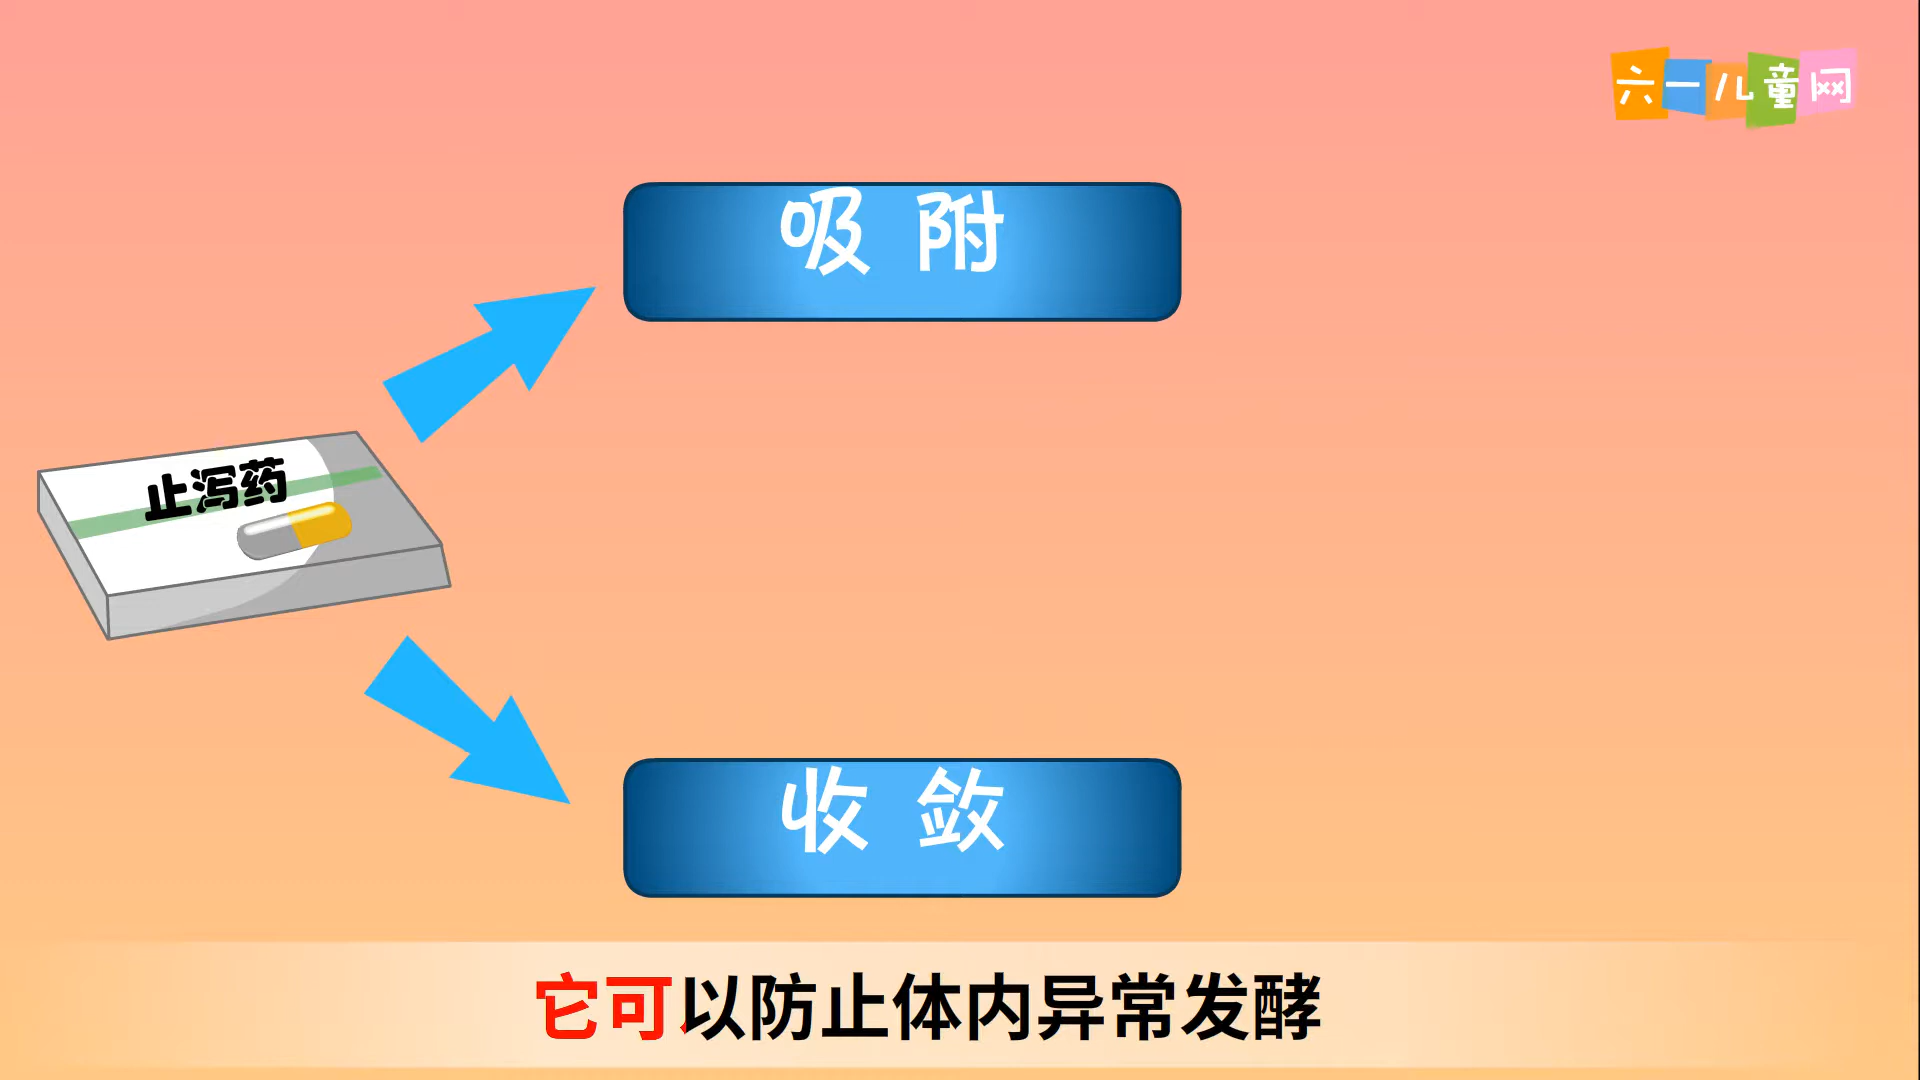 六一儿童网
吸 附
止泻药
收 敛
它可以防止体内异常发酵